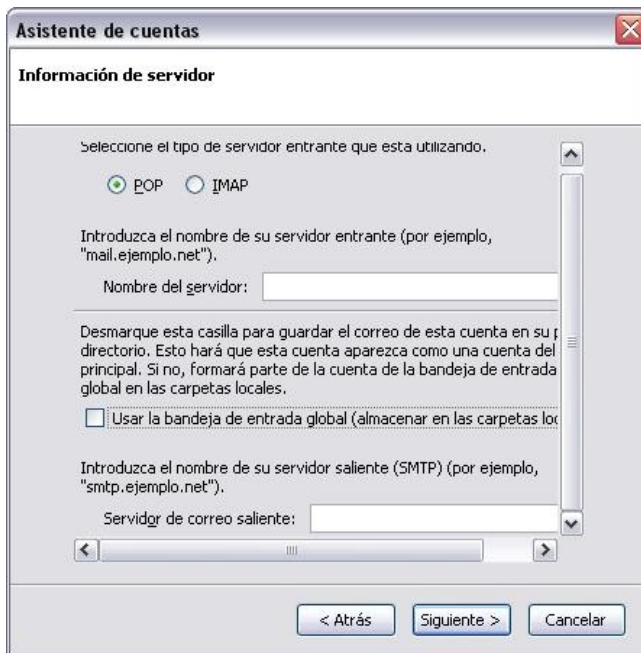 Asistente de cuentas
Información de servidor
Seleccione el tipo de servidor entrante que esta utilizando.
POP IMAP
Introduzca el nombre de su servidor entrante (por ejemplo,
"mail.ejemplo.net").
Nombre del servidor:
Desmarque esta casilla para guardar el correo de esta cuenta en su p
directorio. Esto hará que esta cuenta aparezca como una cuenta del
principal. Si no, formará parte de la cuenta de la bandeja de entrada
global en las carpetas locales.
Usar la bandeja de entrada global (almacenar en las carpetas loc
Introduzca el nombre de su servidor saliente (SMTP) (por ejemplo,
"smtp.ejemplo.net").
Servidor de correo saliente:
< Atrás Siguiente > Cancelar